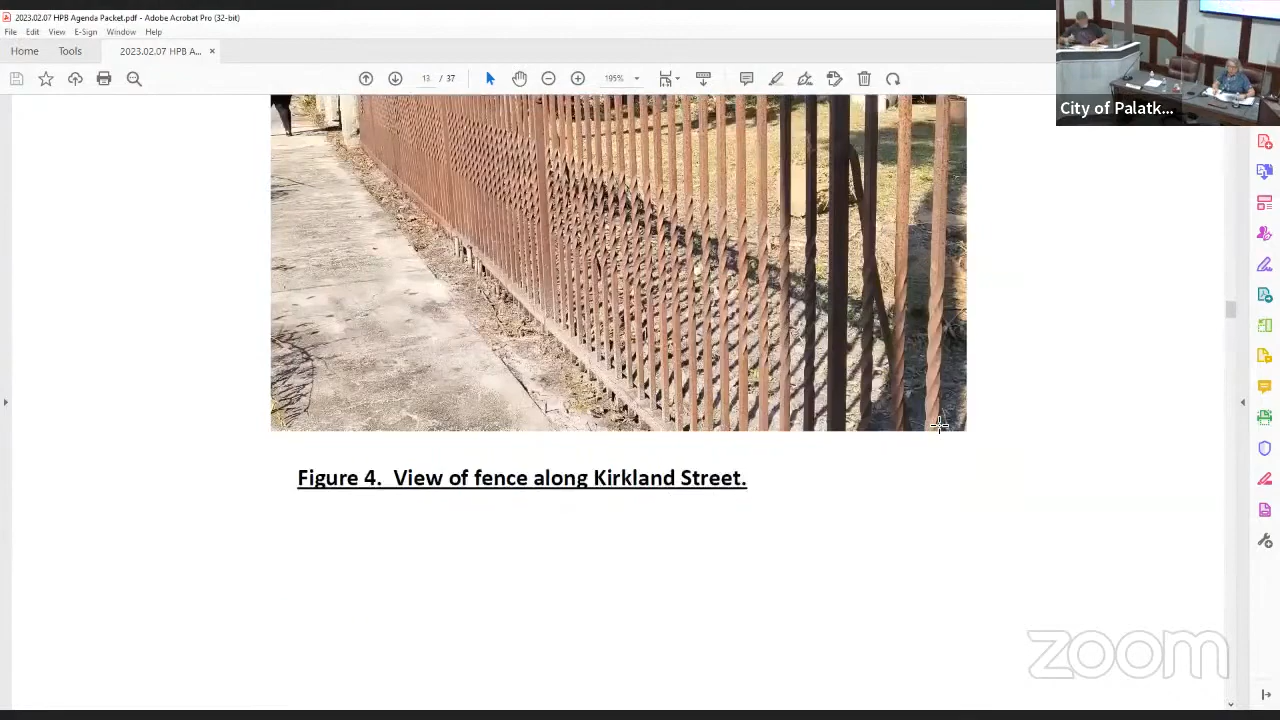 2023.02.07 HPB Agenda Packet.pdf - Adobe Acrobat Pro (32-bit)
File Edit View E-Sign Window Help
Home Tools 2023.02.07 HPB A... ×
13 / 37 195%
City of Palatk...
Figure 4. View of fence along Kirkland Street.
zoom